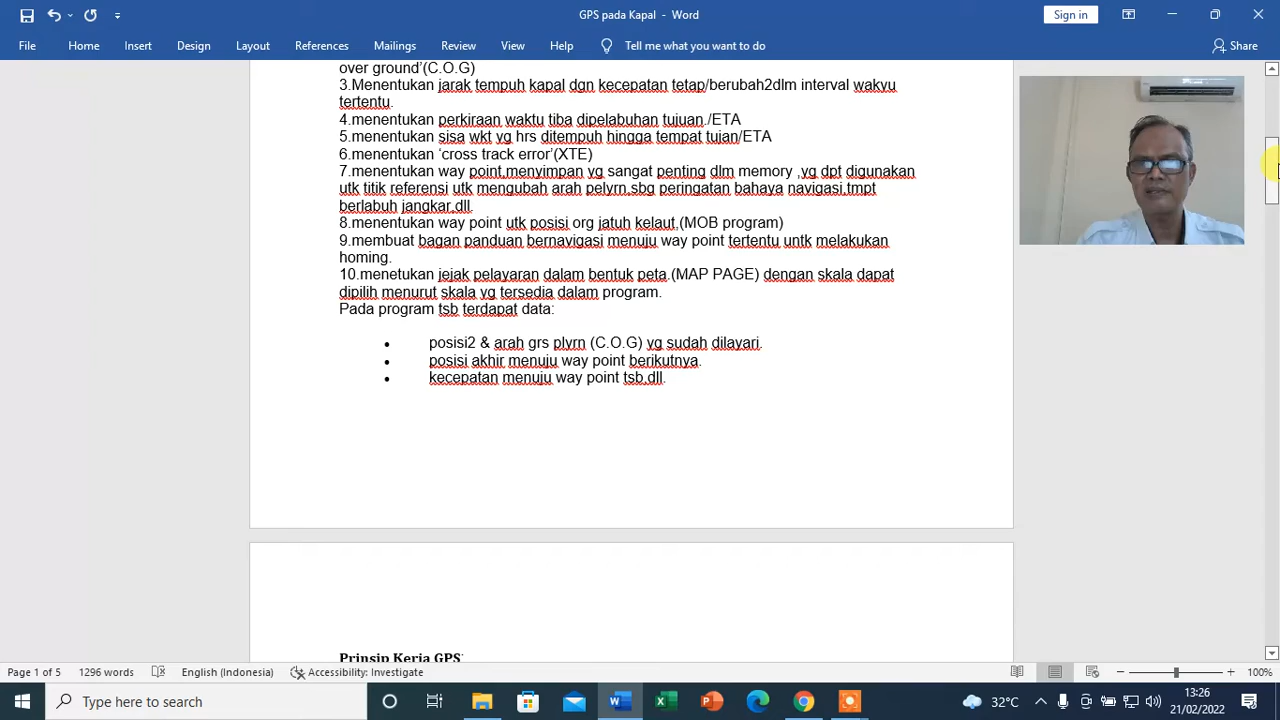 GPS pada Kapal - Word
Sign in
File Home Insert Design Layout References Mailings Review View Help Tell me what you want to do Share
over ground'(C.O.G)
3.Menentukan jarak tempuh kapal dgn kecepatan tetap/berubah2dlm interval wakyu
tertentu.
4.menentukan perkiraan waktu tiba dipelabuhan tujuan./ETA
5.menentukan sisa wkt yg hrs ditempuh hingga tempat tujan/ETA
6.menentukan 'cross track error'(XTE)
7.menentukan way point,menyimpan yg sangat penting dlm memory ,yg dpt digunakan
utk titik referensi utk mengubah arah pelyrn,sbg peringatan bahaya navigasi,tmpt
berlabuh jangkar,dll.
8.menentukan way point utk posisi org jatuh kelaut,(MOB program)
9.membuat bagan panduan bernavigasi menuju way point tertentu untk melakukan
homing.
10.menetukan jejak pelayaran dalam bentuk peta.(MAP PAGE) dengan skala dapat
dipilih menurut skala yg tersedia dalam program.
Pada program tsb terdapat data:
• posisi2 & arah grs plyrn (C.O.G) yg sudah dilayari.
• posisi akhir menuju way point berikutnya.
• kecepatan menuju way point tsb,dll.
Prinsip Kerja GPS:
Page 1 of 5 1296 words English (Indonesia) Accessibility: Investigate 100%
Type here to search
32°C
13:26
21/02/2022